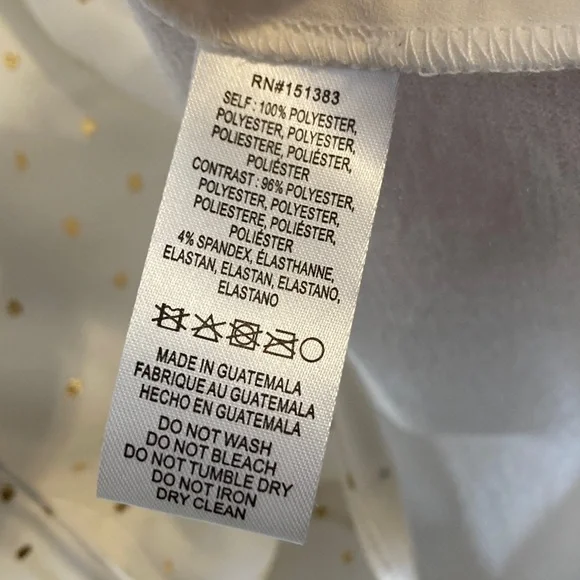 RN#151383
SELF : 100% POLYESTER,
POLYESTER, POLYESTER,
POLIESTERE, POLIÉSTER,
POLIÉSTER
CONTRAST : 96% POLYESTER,
POLYESTER, POLYESTER,
POLIESTERE, POLIÉSTER,
POLIÉSTER
4% SPANDEX, ÉLASTHANNE,
ELASTAN, ELASTAN, ELASTANO,
ELASTANO
MADE IN GUATEMALA
FABRIQUE AU GUATEMALA
HECHO EN GUATEMALA
DO NOT WASH
DO NOT BLEACH
DO NOT TUMBLE DRY
DO NOT IRON
DRY CLEAN